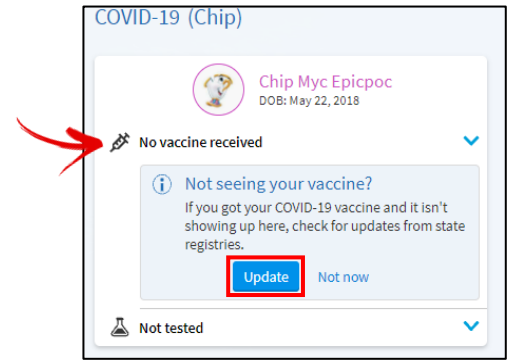 COVID-19 (Chip)
Chip Myc Epicpoc
DOB: May 22, 2018
No vaccine received
Not seeing your vaccine?
If you got your COVID-19 vaccine and it isn't
showing up here, check for updates from state
registries.
Update Not now
Not tested